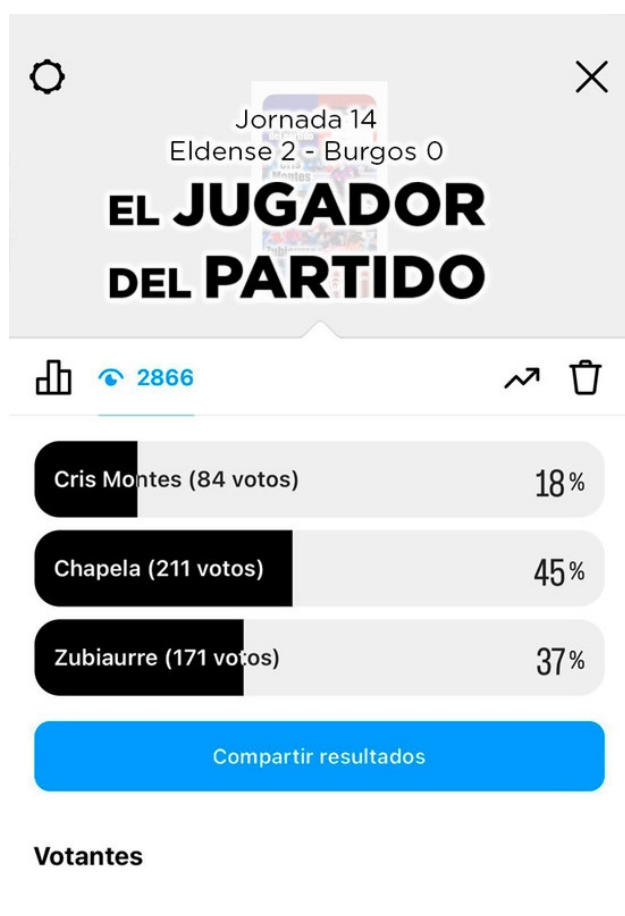 Jornada 14
Eldense 2 - Burgos 0
EL JUGADOR
DEL PARTIDO
2866
Cris Montes (84 votos) 18%
Chapela (211 votos) 45%
Zubiaurre (171 votos) 37%
Compartir resultados
Votantes